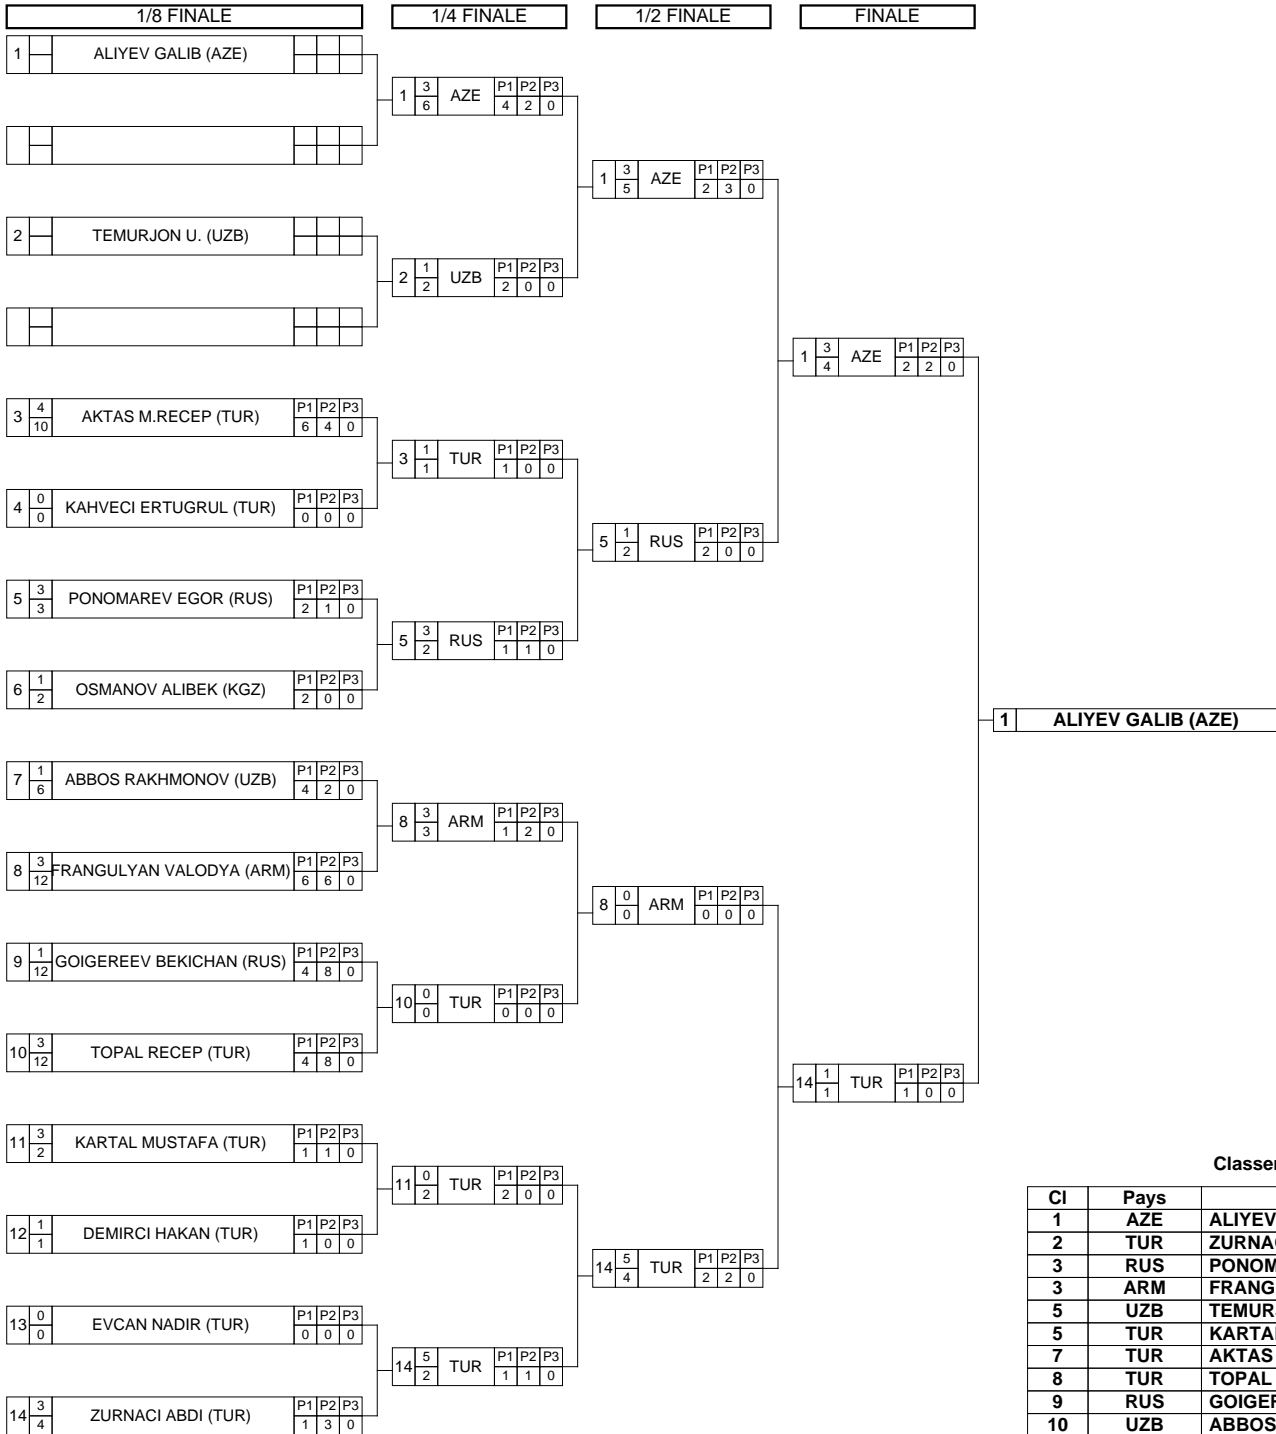 1/8 FINALE 1/4 FINALE 1/2 FINALE FINALE
1 ALIYEV GALIB (AZE)
1 3 6 AZE P1 P2 P3 4 2 0
1 3 5 AZE P1 P2 P3 2 3 0
2 TEMURJON U. (UZB)
2 1 2 UZB P1 P2 P3 2 0 0
1 3 4 AZE P1 P2 P3 2 2 0
3 4 10 AKTAS M.RECEP (TUR) P1 P2 P3 6 4 0
3 1 1 TUR P1 P2 P3 1 0 0
4 0 0 KAHVECI ERTUGRUL (TUR) P1 P2 P3 0 0 0
5 1 2 RUS P1 P2 P3 2 0 0
5 3 3 PONOMAREV EGOR (RUS) P1 P2 P3 2 1 0
5 3 2 RUS P1 P2 P3 1 1 0
6 1 2 OSMANOV ALIBEK (KGZ) P1 P2 P3 2 0 0
1 ALIYEV GALIB (AZE)
7 1 6 ABBOS RAKHMONOV (UZB) P1 P2 P3 4 2 0
8 3 3 ARM P1 P2 P3 1 2 0
8 3 12 FRANGULYAN VALODYA (ARM) P1 P2 P3 6 6 0
8 0 0 ARM P1 P2 P3 0 0 0
9 1 12 GOIGEREEV BEKICHAN (RUS) P1 P2 P3 4 8 0
10 0 0 TUR P1 P2 P3 0 0 0
10 3 12 TOPAL RECEP (TUR) P1 P2 P3 4 8 0
14 1 1 TUR P1 P2 P3 1 0 0
11 3 2 KARTAL MUSTAFA (TUR) P1 P2 P3 1 1 0
11 0 2 TUR P1 P2 P3 2 0 0
12 1 1 DEMIRCI HAKAN (TUR) P1 P2 P3 1 0 0
14 5 4 TUR P1 P2 P3 2 2 0
13 0 0 EVCAN NADIR (TUR) P1 P2 P3 0 0 0
14 5 2 TUR P1 P2 P3 1 1 0
14 3 4 ZURNACI ABDI (TUR) P1 P2 P3 1 3 0
Classe
Cl Pays
1 AZE ALIYEV
2 TUR ZURNA
3 RUS PONOM
3 ARM FRANG
5 UZB TEMUR
5 TUR KARTA
7 TUR AKTAS
8 TUR TOPAL
9 RUS GOIGE
10 UZB ABBOS